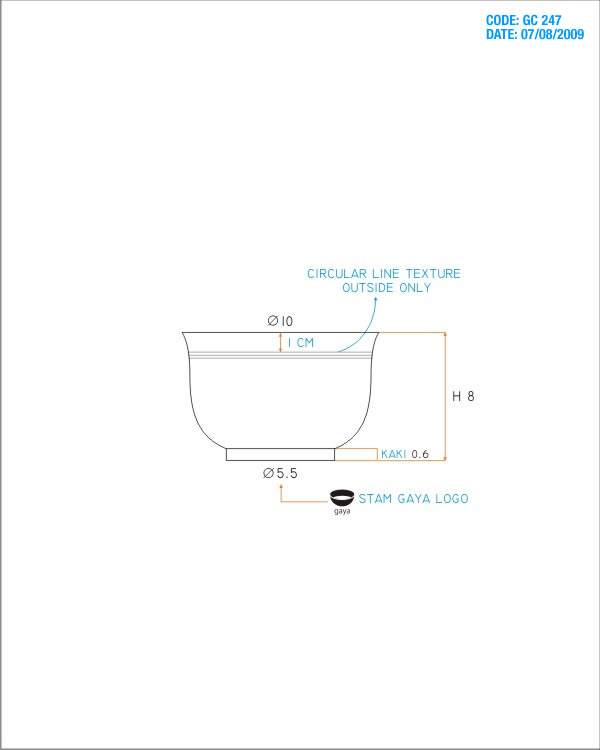 CODE: GC 247
DATE: 07/08/2009
CIRCULAR LINE TEXTURE
OUTSIDE ONLY
Ø10
1 CM
H 8
KAKI 0.6
Ø5.5
STAM GAYA LOGO
gaya